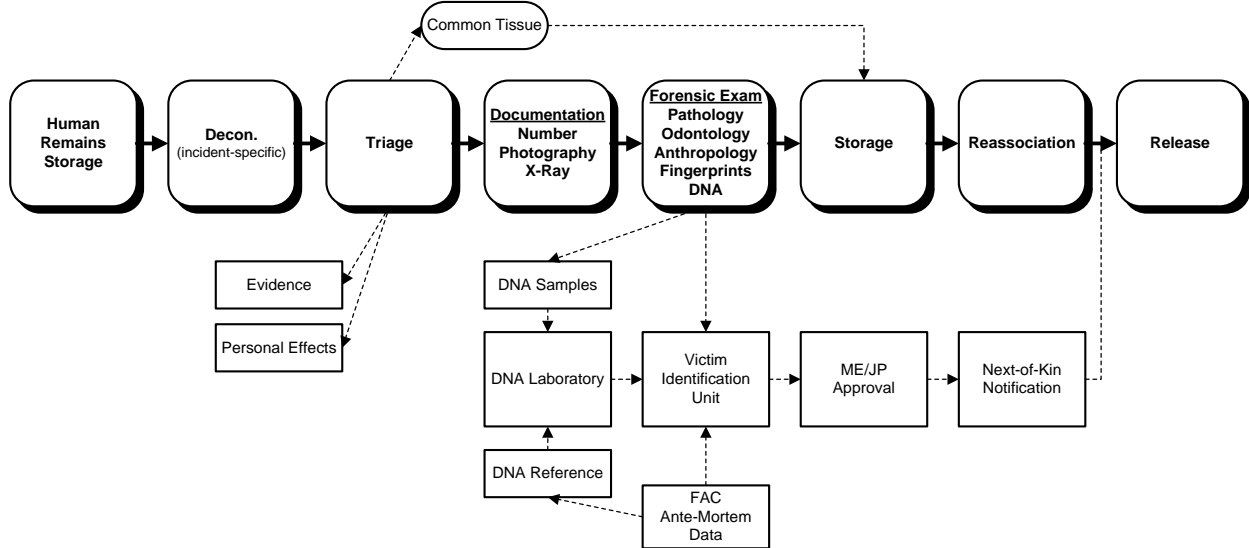 Common Tissue
Human
Remains
Storage
Decon.
(incident-specific)
Triage
Documentation
Number
Photography
X-Ray
Forensic Exam
Pathology
Odontology
Anthropology
Fingerprints
DNA
Storage
Reassociation
Release
Evidence
Personal Effects
DNA Samples
DNA Laboratory
Victim
Identification
Unit
ME/JP
Approval
Next-of-Kin
Notification
DNA Reference
FAC
Ante-Mortem
Data